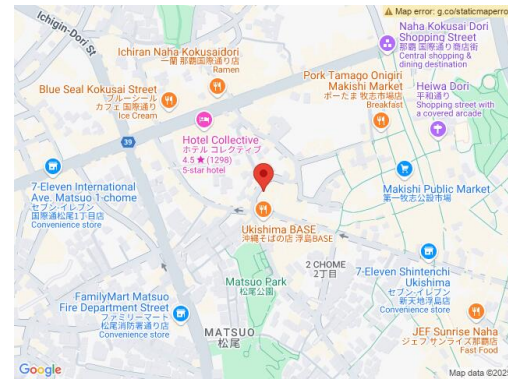 Map error: g.co/staticmaperro
Ichigin-Dori St
Naha Kokusai Dori
Shopping Street
那覇 国際通り商店街
Central shopping &
dining destination
Ichiran Naha Kokusaidori
一蘭 那覇国際通り店
Ramen
Pork Tamago Onigiri
Makishi Market
ポーたま 牧志市場店
Breakfast
Heiwa Dori
平和通り
Shopping street with
a covered arcade
Blue Seal Kokusai Street
ブルーシール
カフェ 国際通り
Ice Cream
39
Hotel Collective
ホテル コレクティブ
4.5 ★ (1298)
5-star hotel
7-Eleven International
Ave. Matsuo 1-chome
セブン-イレブン
国際通松尾1丁目店
Convenience store
Makishi Public Market
第一牧志公設市場
Ukishima BASE
沖縄そばの店 浮島BASE
2 CHOME
2丁目
7-Eleven Shintenchi
Ukishima
セブン-イレブン
新天地浮島店
Convenience store
Matsuo Park
松尾公園
FamilyMart Matsuo
Fire Department Street
ファミリーマート
松尾消防署通り店
Convenience store
MATSUO
松尾
JEF Sunrise Naha
ジェフ サンライズ那覇店
Fast Food
Google
Map data ©2025